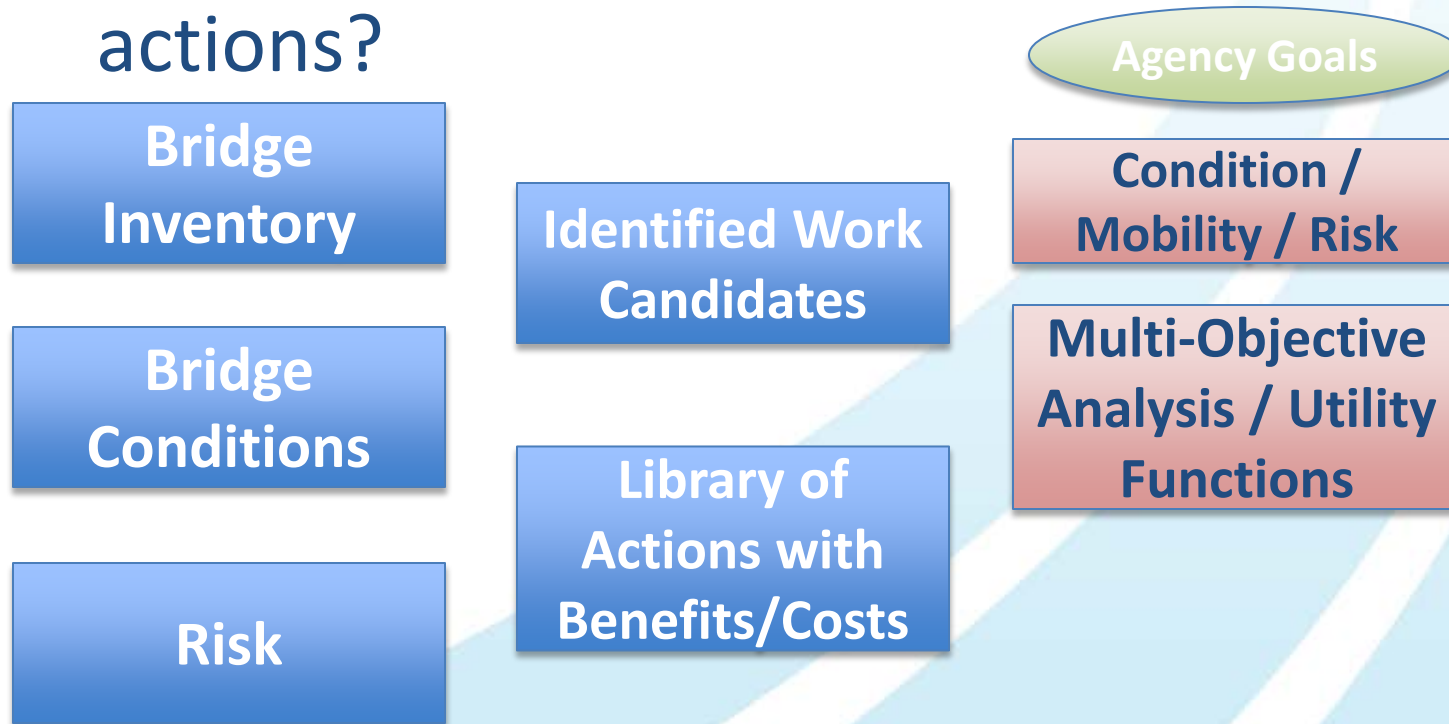 actions?
Bridge
Inventory
Bridge
Conditions
Risk
Identified Work
Candidates
Library of
Actions with
Benefits/Costs
Agency Goals
Condition /
Mobility / Risk
Multi-Objective
Analysis / Utility
Functions